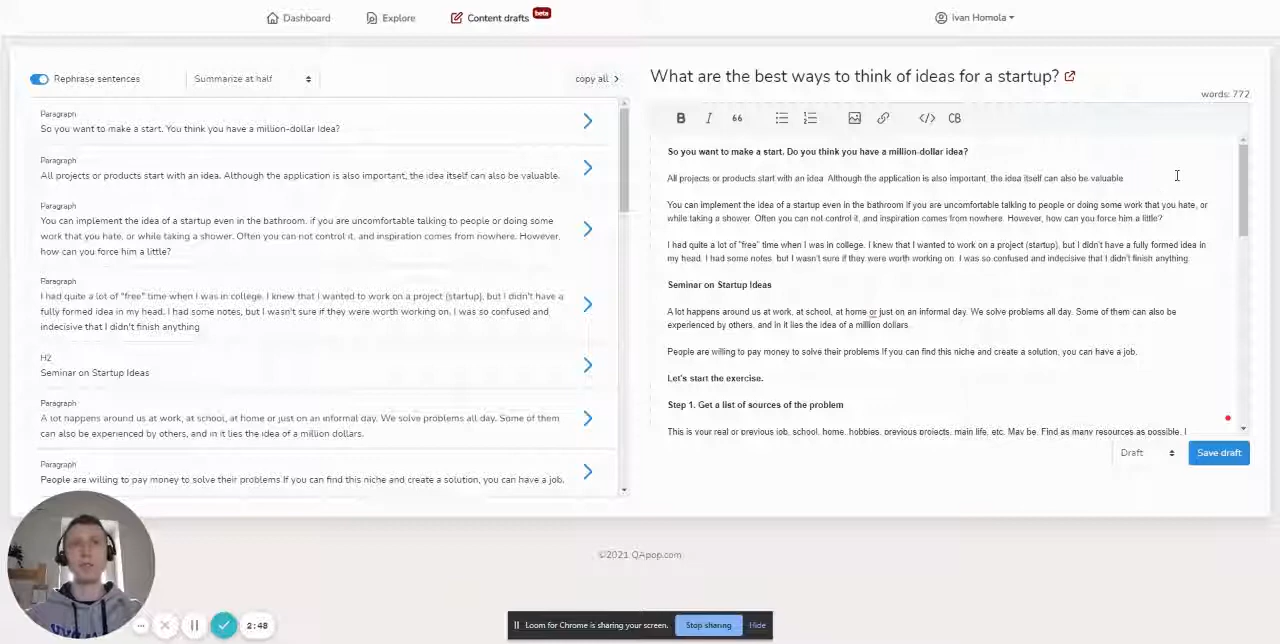 Dashboard
Explore
Content drafts
beta
Ivan Homola
Rephrase sentences
Summarize at half
copy all
Paragraph
So you want to make a start. You think you have a million-dollar idea?
Paragraph
All projects or products start with an idea. Although the application is also important, the idea itself can also be valuable.
Paragraph
You can implement the idea of a startup even in the bathroom. if you are uncomfortable talking to people or doing some
work that you hate, or while taking a shower. Often you can not control it, and inspiration comes from nowhere. However,
how can you force him a little?
Paragraph
I had quite a lot of "free" time when I was in college. I knew that I wanted to work on a project (startup), but I didn't have a
fully formed idea in my head. I had some notes, but I wasn't sure if they were worth working on. I was so confused and
indecisive that I didn't finish anything
H2
Seminar on Startup Ideas
Paragraph
A lot happens around us at work, at school, at home or just on an informal day. We solve problems all day. Some of them
can also be experienced by others, and in it lies the idea of a million dollars.
Paragraph
People are willing to pay money to solve their problems If you can find this niche and create a solution, you can have a job.
What are the best ways to think of ideas for a startup?
words: 772
B I 66 </> CB
So you want to make a start. Do you think you have a million-dollar idea?
All projects or products start with an idea Although the application is also important, the idea itself can also be valuable
You can implement the idea of a startup even in the bathroom if you are uncomfortable talking to people or doing some work that you hate, or
while taking a shower. Often you can not control it, and inspiration comes from nowhere. However, how can you force him a little?
I had quite a lot of "free" time when I was in college. I knew that I wanted to work on a project (startup), but I didn't have a fully formed idea in
my head. I had some notes but I wasn't sure if they were worth working on. I was so confused and indecisive that I didn't finish anything
Seminar on Startup Ideas
A lot happens around us at work, at school, at home or just on an informal day. We solve problems all day. Some of them can also be
experienced by others, and in it lies the idea of a million dollars
People are willing to pay money to solve their problems If you can find this niche and create a solution, you can have a job.
Let's start the exercise.
Step 1. Get a list of sources of the problem
This is your real or previous job, school, home, hobbies, previous projects, main life, etc. May be. Find as many resources as possible. I
Draft
Save draft
©2021 QApop.com
2:48
Loom for Chrome is sharing your screen.
Stop sharing
Hide